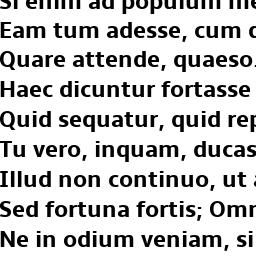 Si enim ad populum me
Eam tum adesse, cum
Quare attende, quaeso.
Haec dicuntur fortasse
Quid sequatur, quid rep
Tu vero, inquam, ducas
Illud non continuo, ut
Sed fortuna fortis; Omn
Ne in odium veniam, si